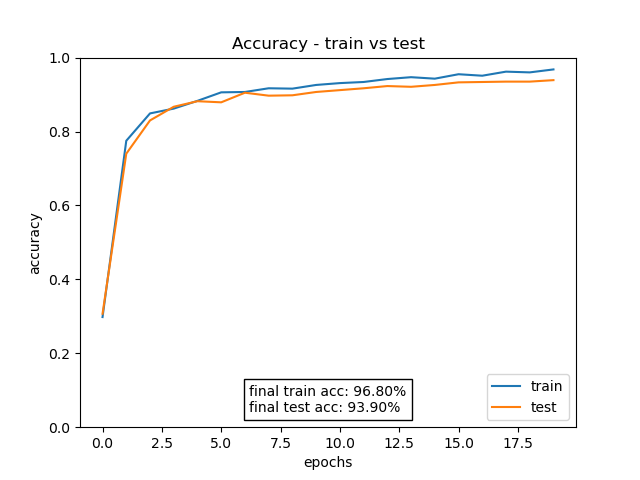 Accuracy - train vs test
1.0
0.8
0.6
0.4
0.2
0.0
accuracy
final train acc: 96.80%
final test acc: 93.90%
train
test
0.0 2.5 5.0 7.5 10.0 12.5 15.0 17.5
epochs